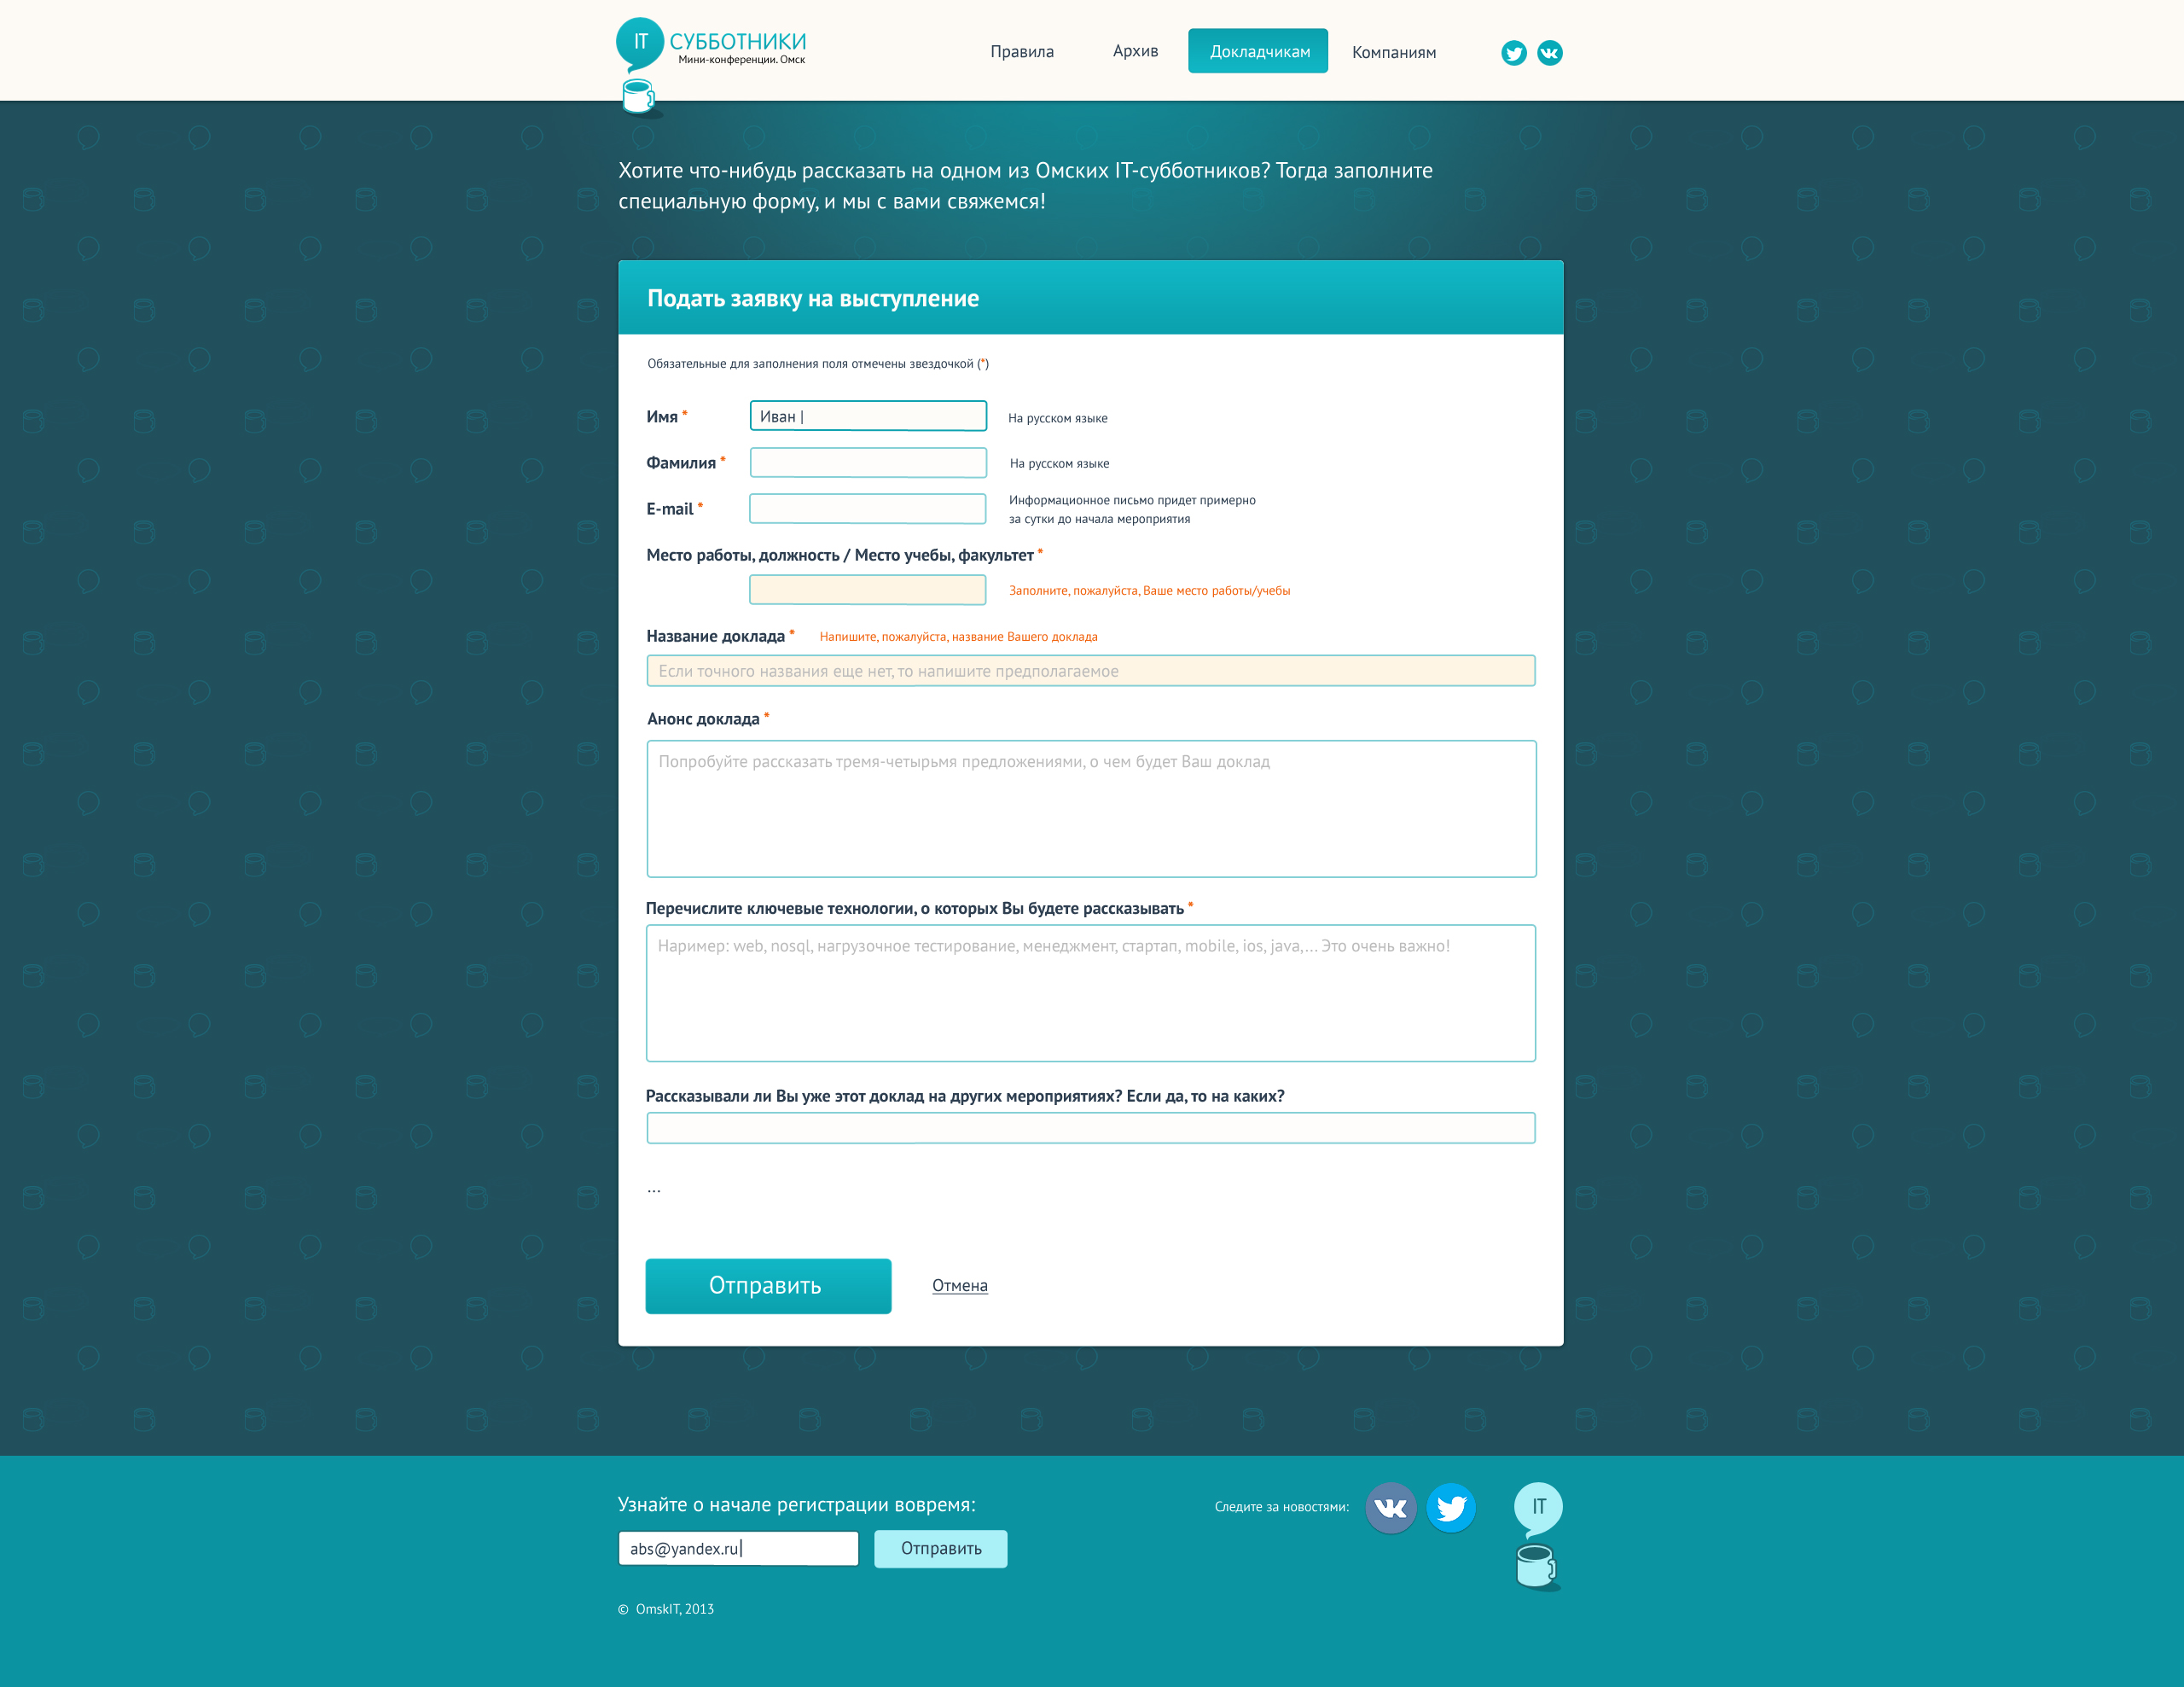 IT СУББОТНИКИ
Мини-конференции. Омск
Правила
Архив
Докладчикам
Компаниям
Хотите что-нибудь рассказать на одном из Омских IT-субботников? Тогда заполните
специальную форму, и мы с вами свяжемся!
Подать заявку на выступление
Обязательные для заполнения поля отмечены звездочкой (*)
Имя * Иван | На русском языке
Фамилия * На русском языке
E-mail * Информационное письмо придет примерно
за сутки до начала мероприятия
Место работы, должность / Место учебы, факультет *
Заполните, пожалуйста, Ваше место работы/учебы
Название доклада * Напишите, пожалуйста, название Вашего доклада
Если точного названия еще нет, то напишите предполагаемое
Анонс доклада *
Попробуйте рассказать тремя-четырьмя предложениями, о чем будет Ваш доклад
Перечислите ключевые технологии, о которых Вы будете рассказывать *
Наример: web, nosql, нагрузочное тестирование, менеджмент, стартап, mobile, ios, java,... Это очень важно!
Рассказывали ли Вы уже этот доклад на других мероприятиях? Если да, то на каких?
...
Отправить
Отмена
Узнайте о начале регистрации вовремя:
abs@yandex.ru|
Отправить
Следите за новостями:
IT
© OmskIT, 2013